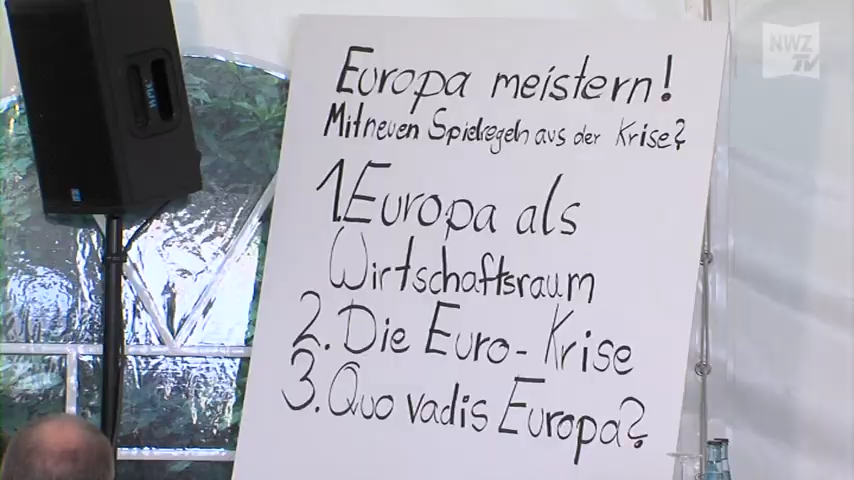 Europa meistern!
Mit neuen Spielregeln aus der Krise?
1. Europa als
Wirtschaftsraum
2. Die Euro-Krise
3. Quo vadis Europa?
NWZ
TV